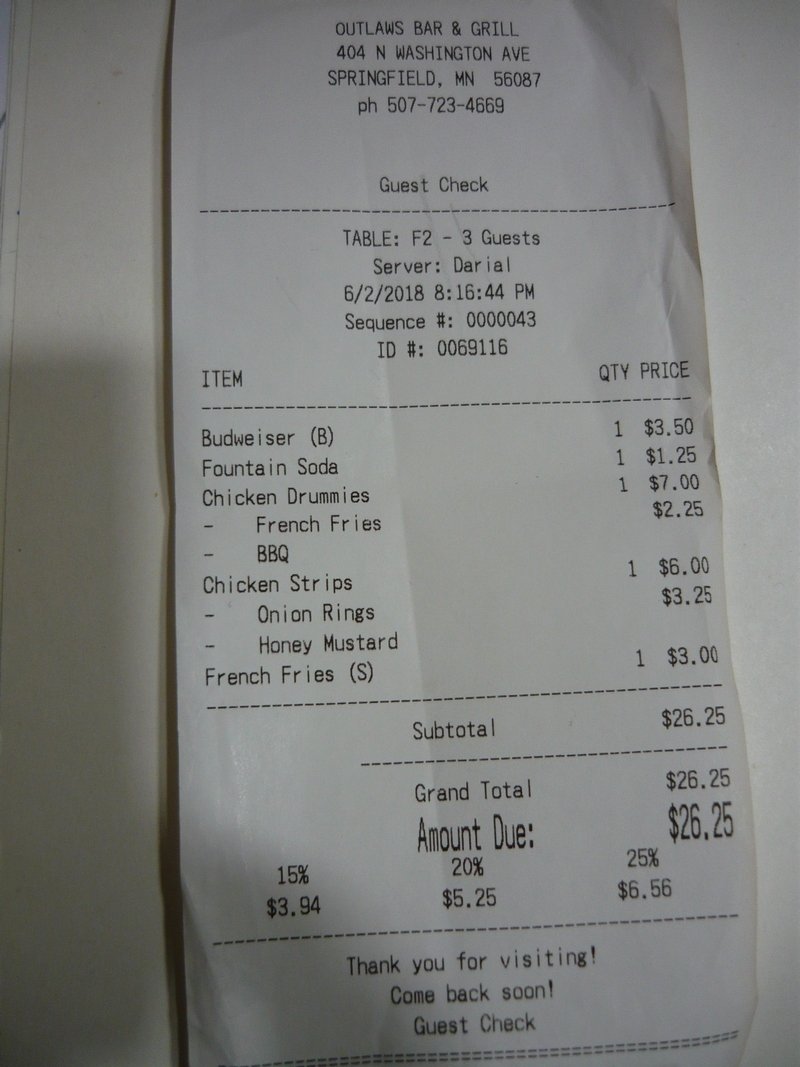 OUTLAWS BAR & GRILL
404 N WASHINGTON AVE
SPRINGFIELD, MN 56087
ph 507-723-4669
Guest Check
TABLE: F2 - 3 Guests
Server: Darial
6/2/2018 8:16:44 PM
Sequence #: 0000043
ID #: 0069116
ITEM QTY PRICE
Budweiser (B) 1 $3.50
Fountain Soda 1 $1.25
Chicken Drummies 1 $7.00
- French Fries $2.25
- BBQ
Chicken Strips 1 $6.00
- Onion Rings $3.25
- Honey Mustard
French Fries (S) 1 $3.00
Subtotal $26.25
Grand Total $26.25
Amount Due: $26.25
15% 20% 25%
$3.94 $5.25 $6.56
Thank you for visiting!
Come back soon!
Guest Check